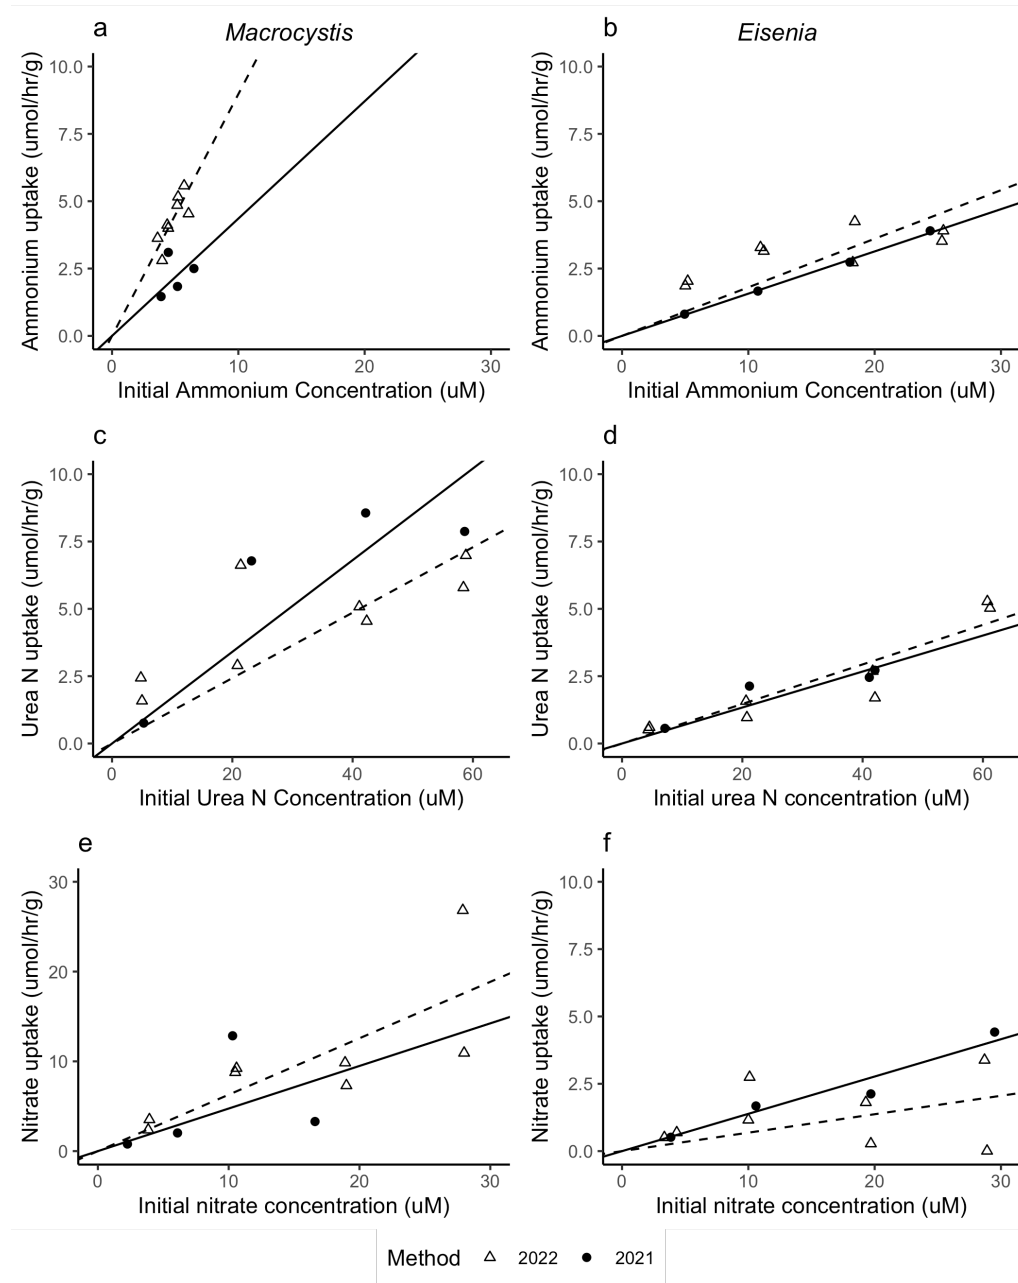 a
Macrocystis
b
Eisenia
Ammonium uptake (umol/hr/g)
10.0
7.5
5.0
2.5
0.0
0 10 20 30
Initial Ammonium Concentration (uM)
Ammonium uptake (umol/hr/g)
10.0
7.5
5.0
2.5
0.0
0 10 20 30
Initial Ammonium Concentration (uM)
c
Urea N uptake (umol/hr/g)
10.0
7.5
5.0
2.5
0.0
0 20 40 60
Initial Urea N Concentration (uM)
d
Urea N uptake (umol/hr/g)
10.0
7.5
5.0
2.5
0.0
0 20 40 60
Initial urea N concentration (uM)
e
Nitrate uptake (umol/hr/g)
30
20
10
0
0 10 20 30
Initial nitrate concentration (uM)
f
Nitrate uptake (umol/hr/g)
10.0
7.5
5.0
2.5
0.0
0 10 20 30
Initial nitrate concentration (uM)
Method 2022 2021